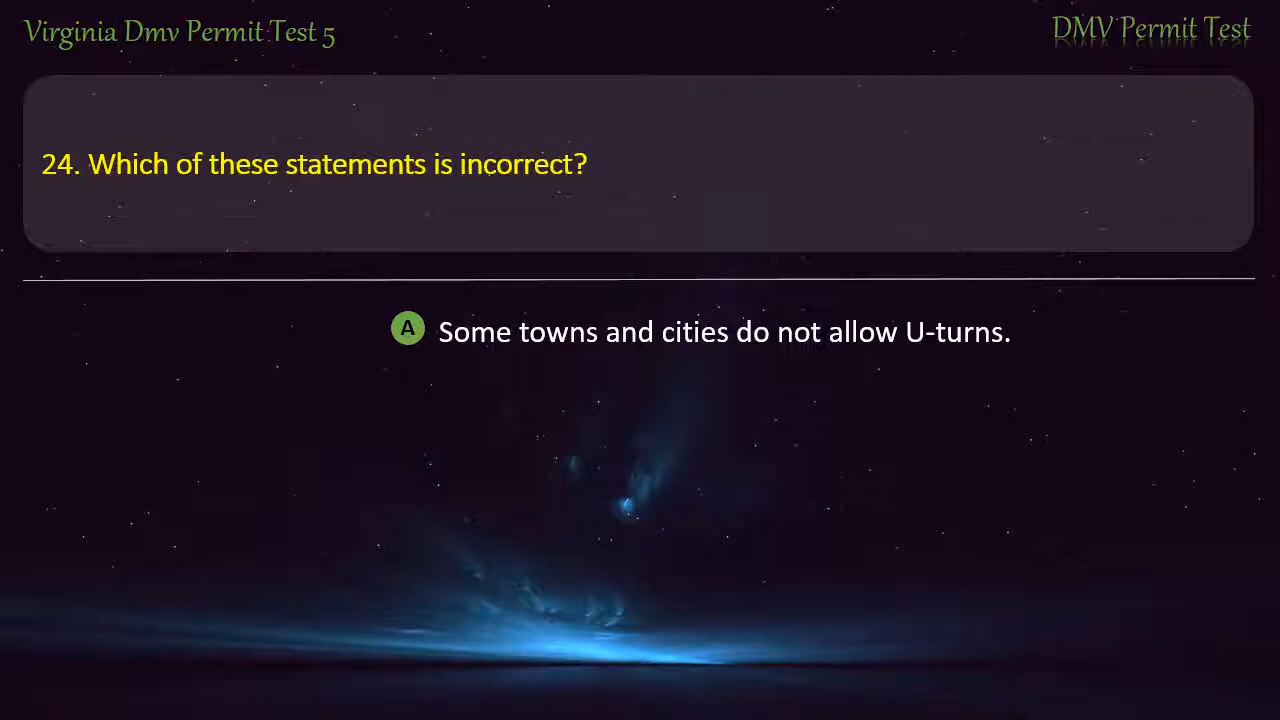 Virginia Dmv Permit Test 5
DMV Permit Test
24. Which of these statements is incorrect?
A Some towns and cities do not allow U-turns.